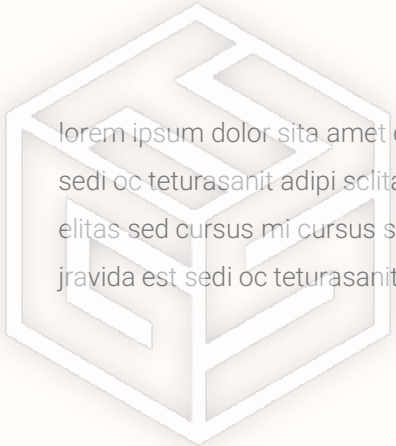 lorem ipsum dolor sita amet
sedi oc teturasanit adipi sclita
elitas sed cursus mi cursus
jravida est sedi oc teturasanit